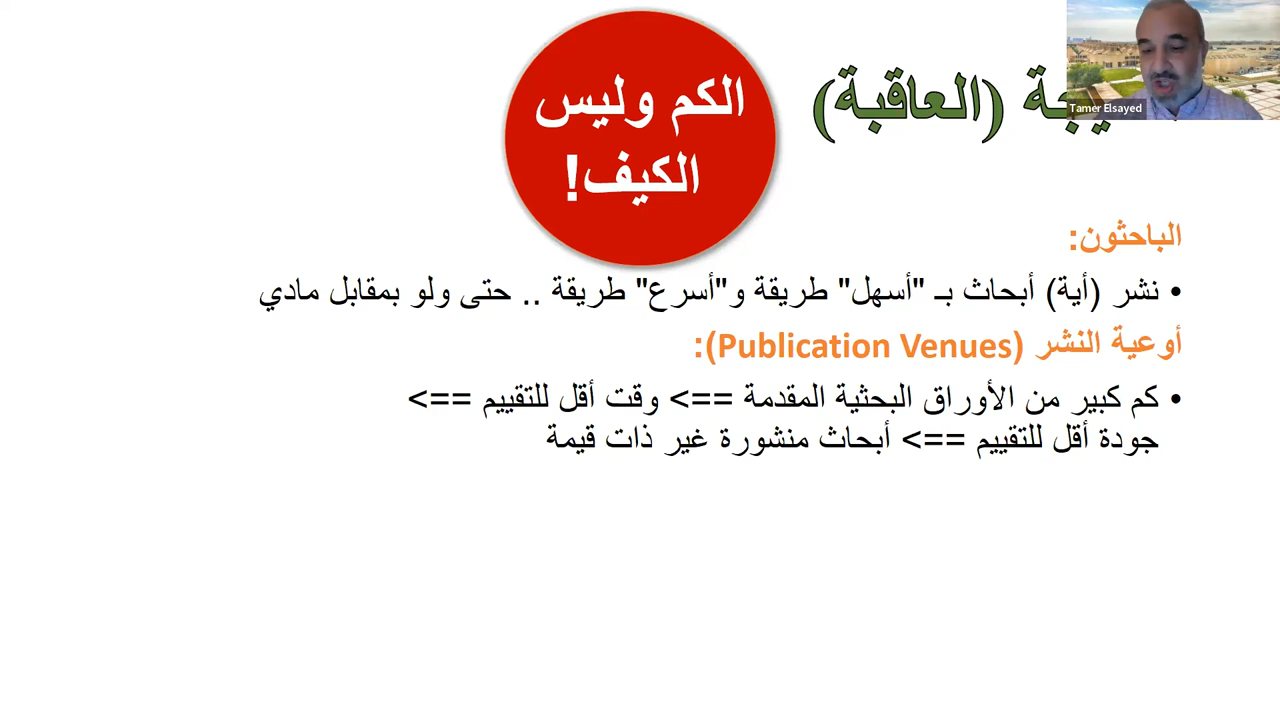 (العاقبة)
الكم وليس
الكيف!
Tamer Elsayed
الباحثون:
• نشر (أية) أبحاث بـ "أسهل" طريقة و"أسرع" طريقة .. حتى ولو بمقابل مادي
أوعية النشر (Publication Venues):
• كم كبير من الأوراق البحثية المقدمة ==> وقت أقل للتقييم ==>
جودة أقل للتقييم ==> أبحاث منشورة غير ذات قيمة